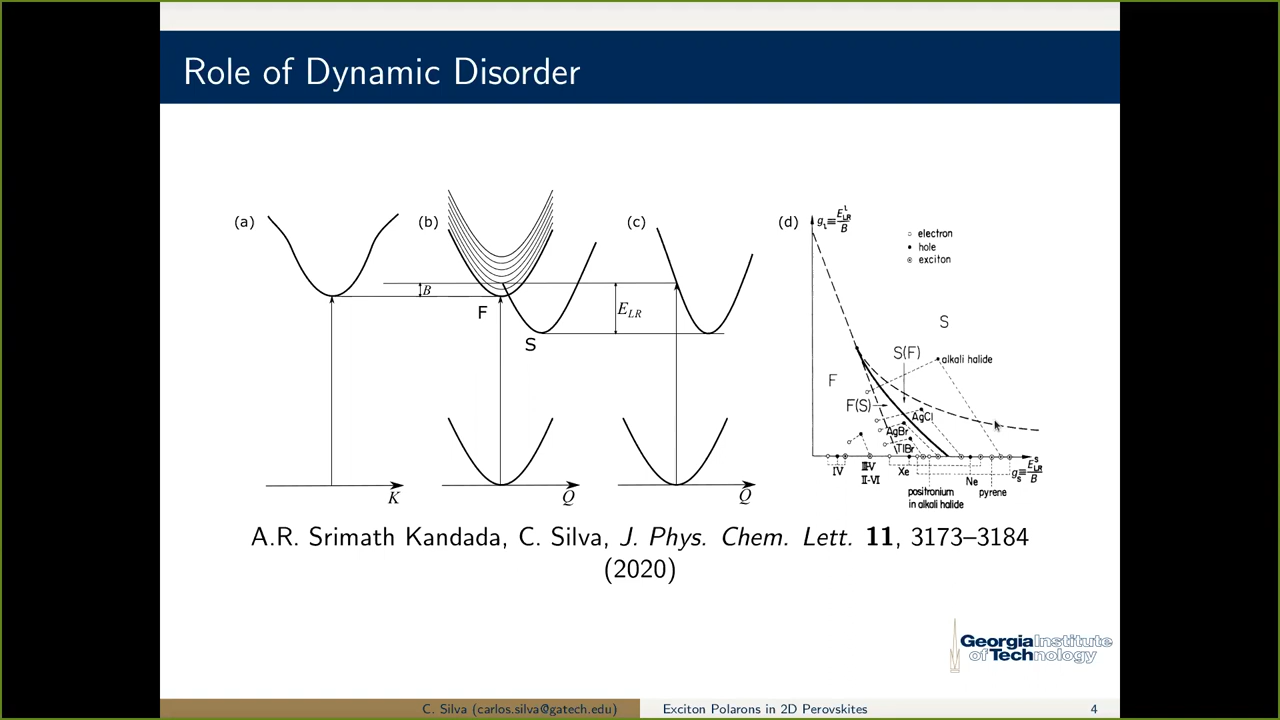 Role of Dynamic Disorder
(a)
K
(b)
B
F
S
Q
(c)
E_LR
Q
(d)
g_l≡E^l_LR/B
electron
hole
exciton
S
S(F)
alkali halide
F
F(S)
AgCl
AgBr
TlBr
IV
III-V
II-VI
Xe
positronium
in alkali halide
Ne
pyrene
g_s≡E^S_LR/B
A.R. Srimath Kandada, C. Silva, J. Phys. Chem. Lett. 11, 3173–3184
(2020)
Georgia Institute
of Technology
C. Silva (carlos.silva@gatech.edu)
Exciton Polarons in 2D Perovskites
4